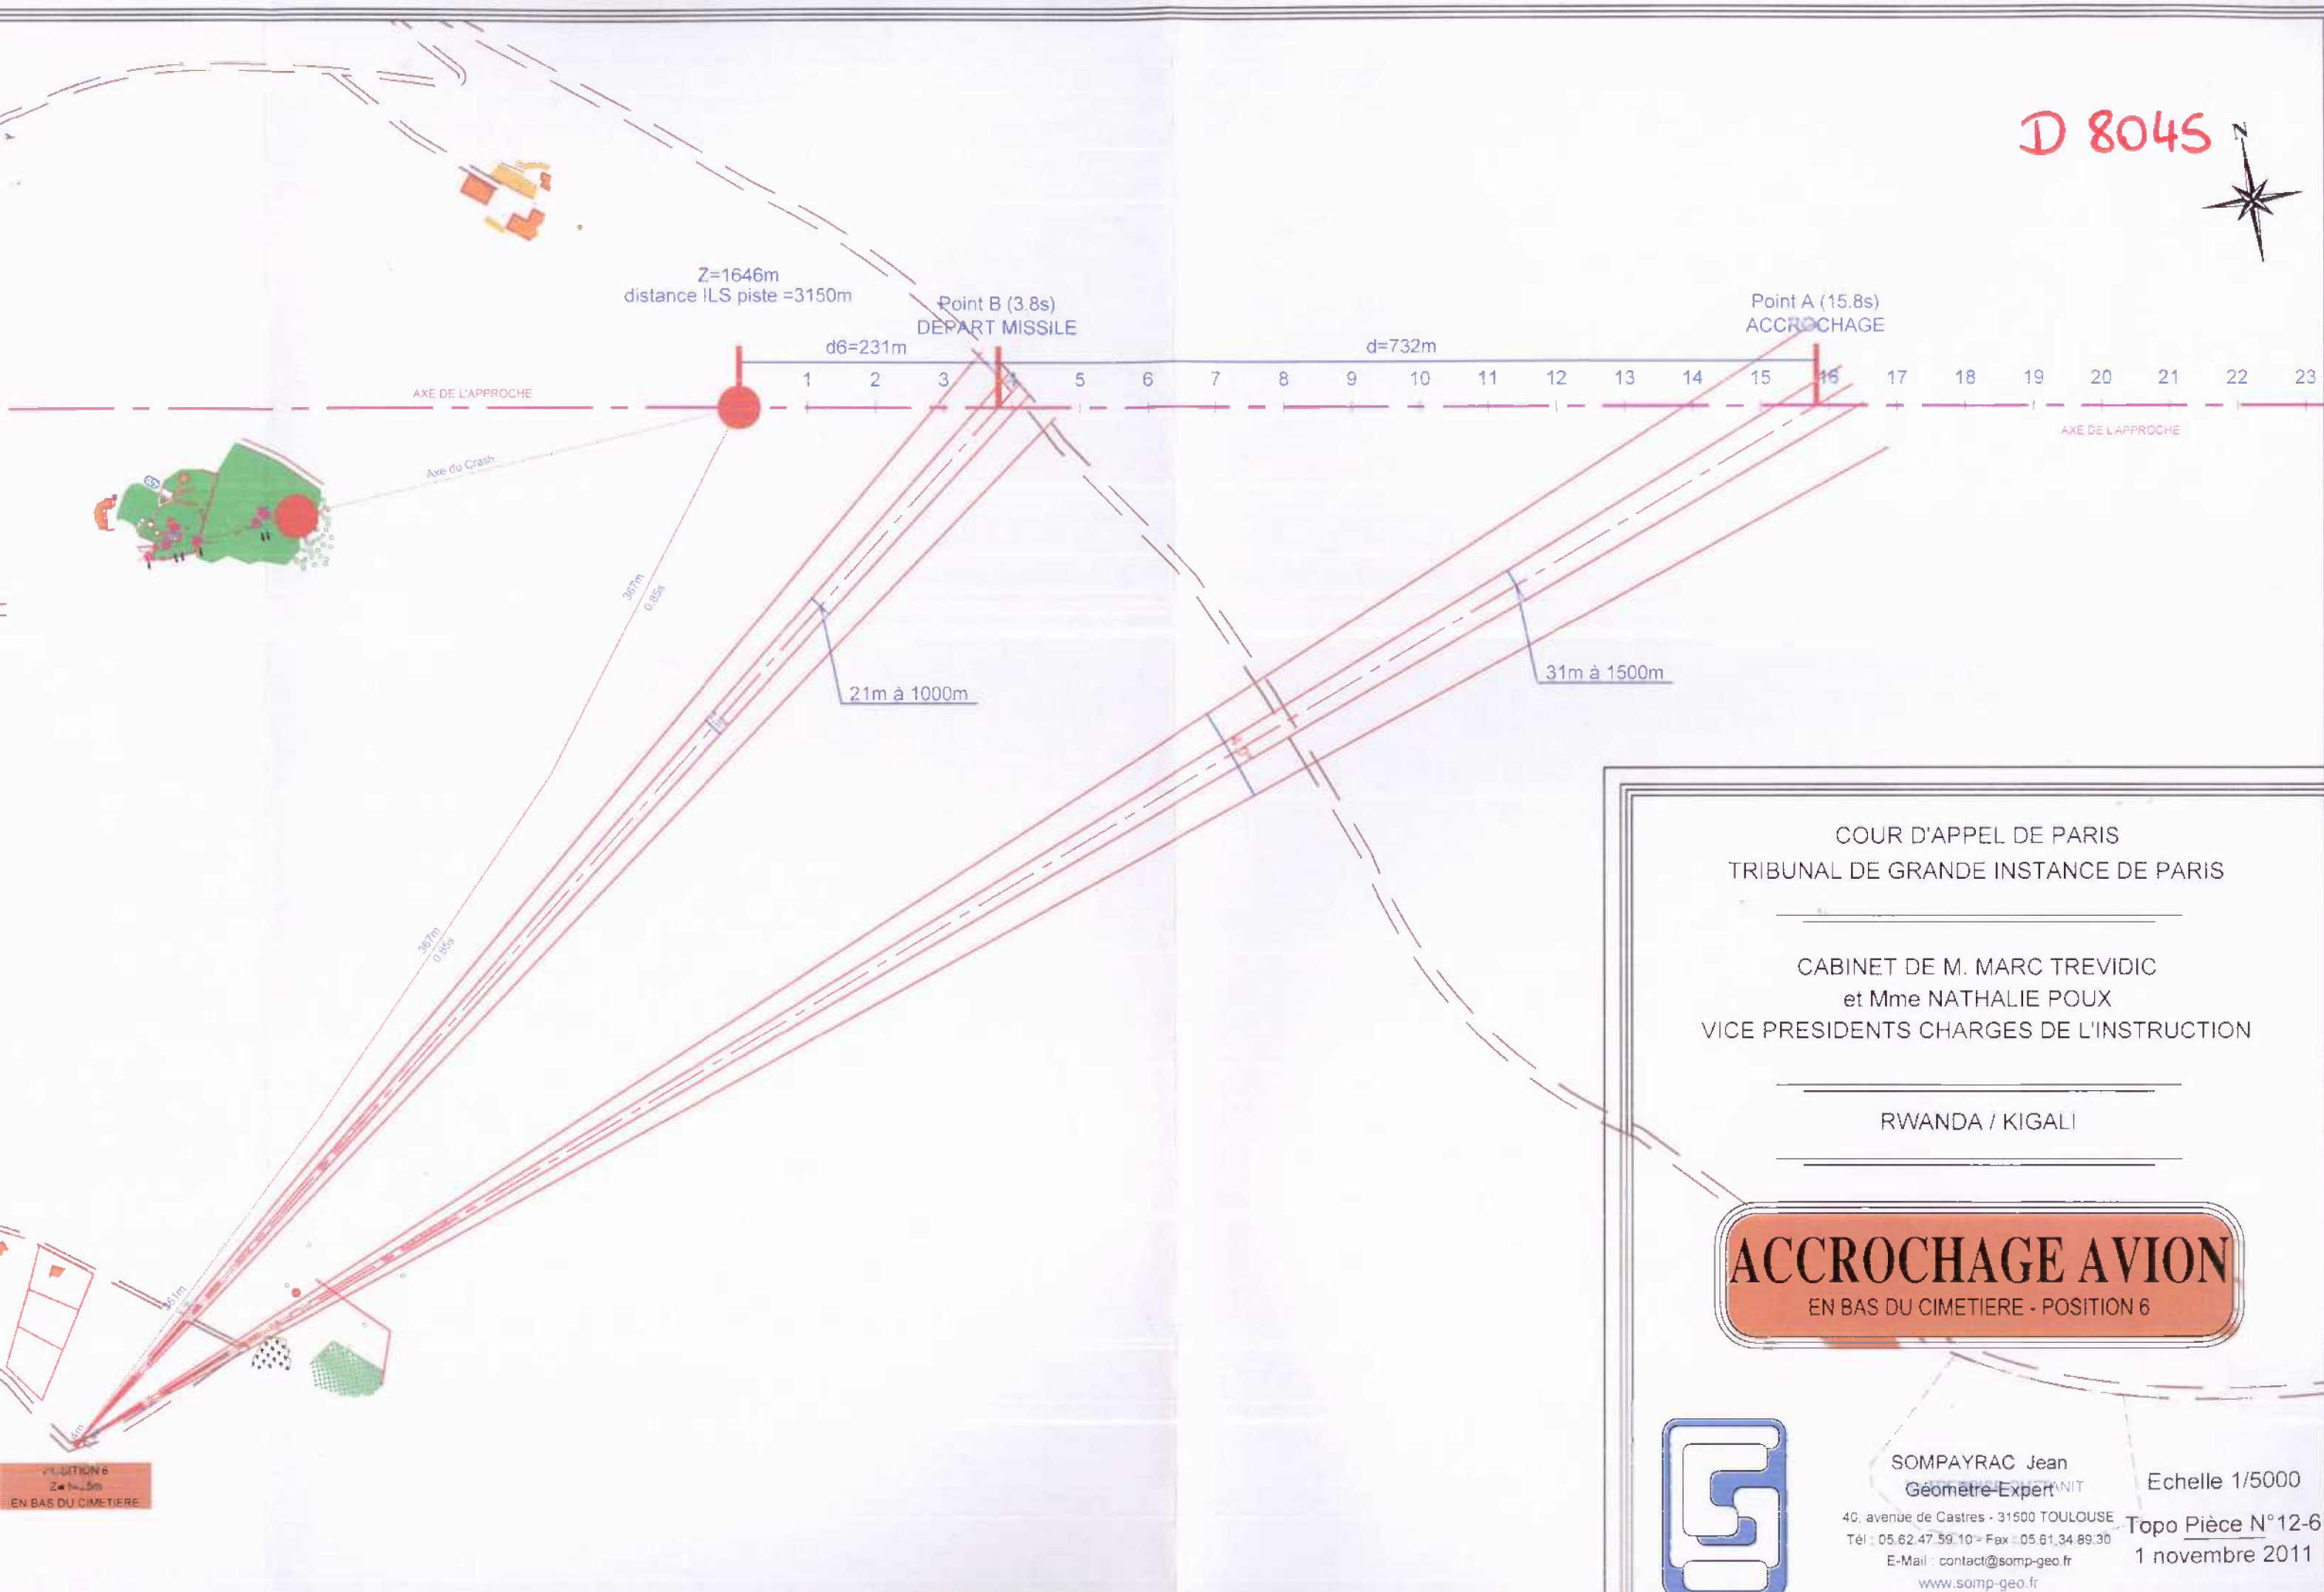 D 8045
N
Z=1646m
distance ILS piste =3150m
Point B (3.8s)
DEPART MISSILE
Point A (15.8s)
ACCROCHAGE
d6=231m
d=732m
1 2 3 4 5 6 7 8 9 10 11 12 13 14 15 16 17 18 19 20 21 22 23
AXE DE L'APPROCHE
AXE DE L'APPROCHE
Axe du Crash
367m
0.85s
21m à 1000m
31m à 1500m
367m
0.85s
361m
POSITION 6
EN BAS DU CIMETIERE
COUR D'APPEL DE PARIS
TRIBUNAL DE GRANDE INSTANCE DE PARIS
CABINET DE M. MARC TREVIDIC
et Mme NATHALIE POUX
VICE PRESIDENTS CHARGES DE L'INSTRUCTION
RWANDA / KIGALI
ACCROCHAGE AVION
EN BAS DU CIMETIERE - POSITION 6
SOMPAYRAC Jean
Géomètre-Expert
40, avenue de Castres - 31500 TOULOUSE
Tél : 05.62.47.59.10 - Fax : 05.61.34.89.30
E-Mail : contact@somp-geo.fr
www.somp-geo.fr
Echelle 1/5000
Topo Pièce N°12-6
1 novembre 2011